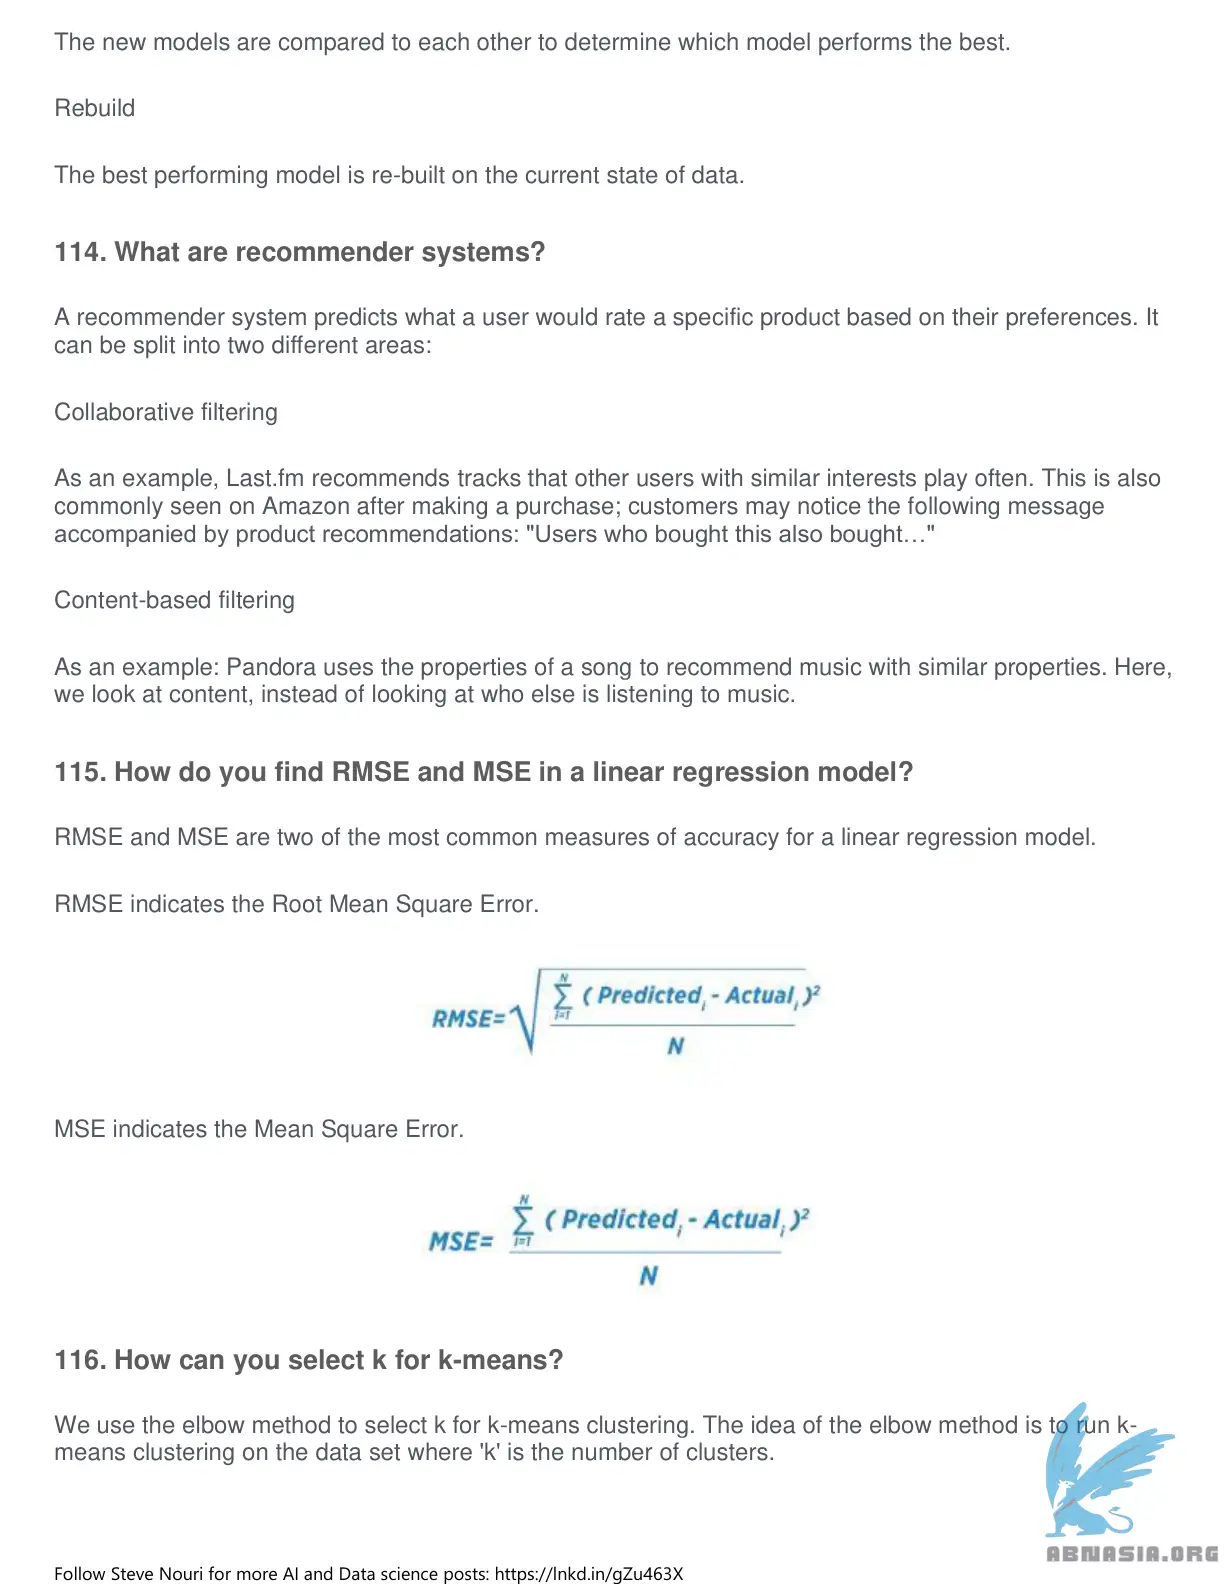 The new models are compared to each other to determine which model performs the best.
Rebuild
The best performing model is re-built on the current state of data.
114. What are recommender systems?
A recommender system predicts what a user would rate a specific product based on their preferences. It
can be split into two different areas:
Collaborative filtering
As an example, Last.fm recommends tracks that other users with similar interests play often. This is also
commonly seen on Amazon after making a purchase; customers may notice the following message
accompanied by product recommendations: "Users who bought this also bought…"
Content-based filtering
As an example: Pandora uses the properties of a song to recommend music with similar properties. Here,
we look at content, instead of looking at who else is listening to music.
115. How do you find RMSE and MSE in a linear regression model?
RMSE and MSE are two of the most common measures of accuracy for a linear regression model.
RMSE indicates the Root Mean Square Error.
RMSE=√ N∑i=1 (Predictedi - Actuali)²
N
MSE indicates the Mean Square Error.
MSE= N∑i=1 (Predictedi - Actuali)²
N
116. How can you select k for k-means?
We use the elbow method to select k for k-means clustering. The idea of the elbow method is to run k-
means clustering on the data set where 'k' is the number of clusters.
ABNASIA.ORG
Follow Steve Nouri for more AI and Data science posts: https://lnkd.in/gZu463X